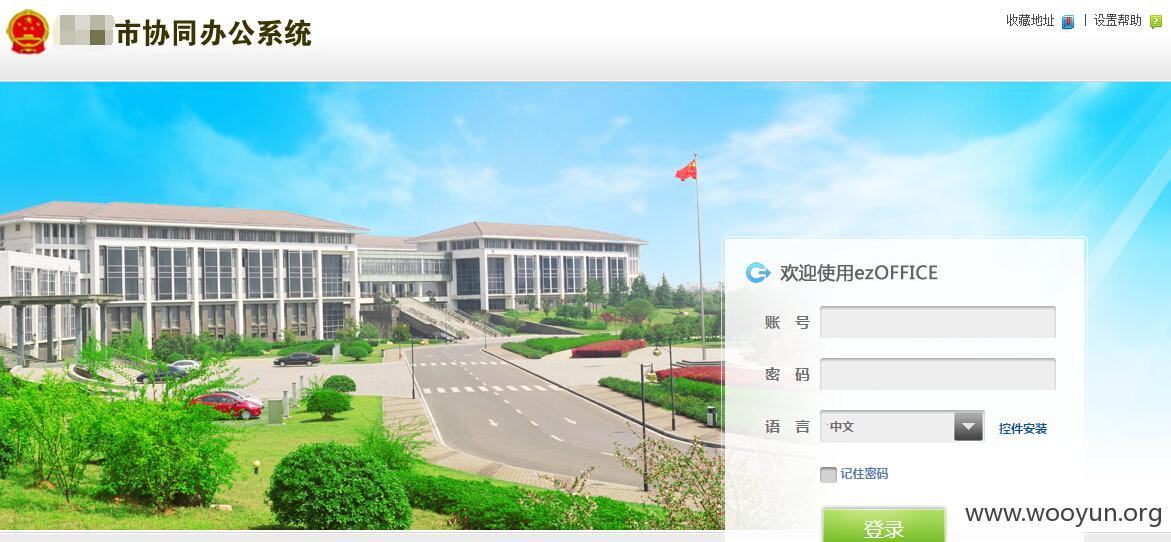 市协同办公系统
收藏地址 | 设置帮助
欢迎使用ezOFFICE
账 号
密 码
语 言 中文 控件安装
记住密码
登录
www.wooyun.org